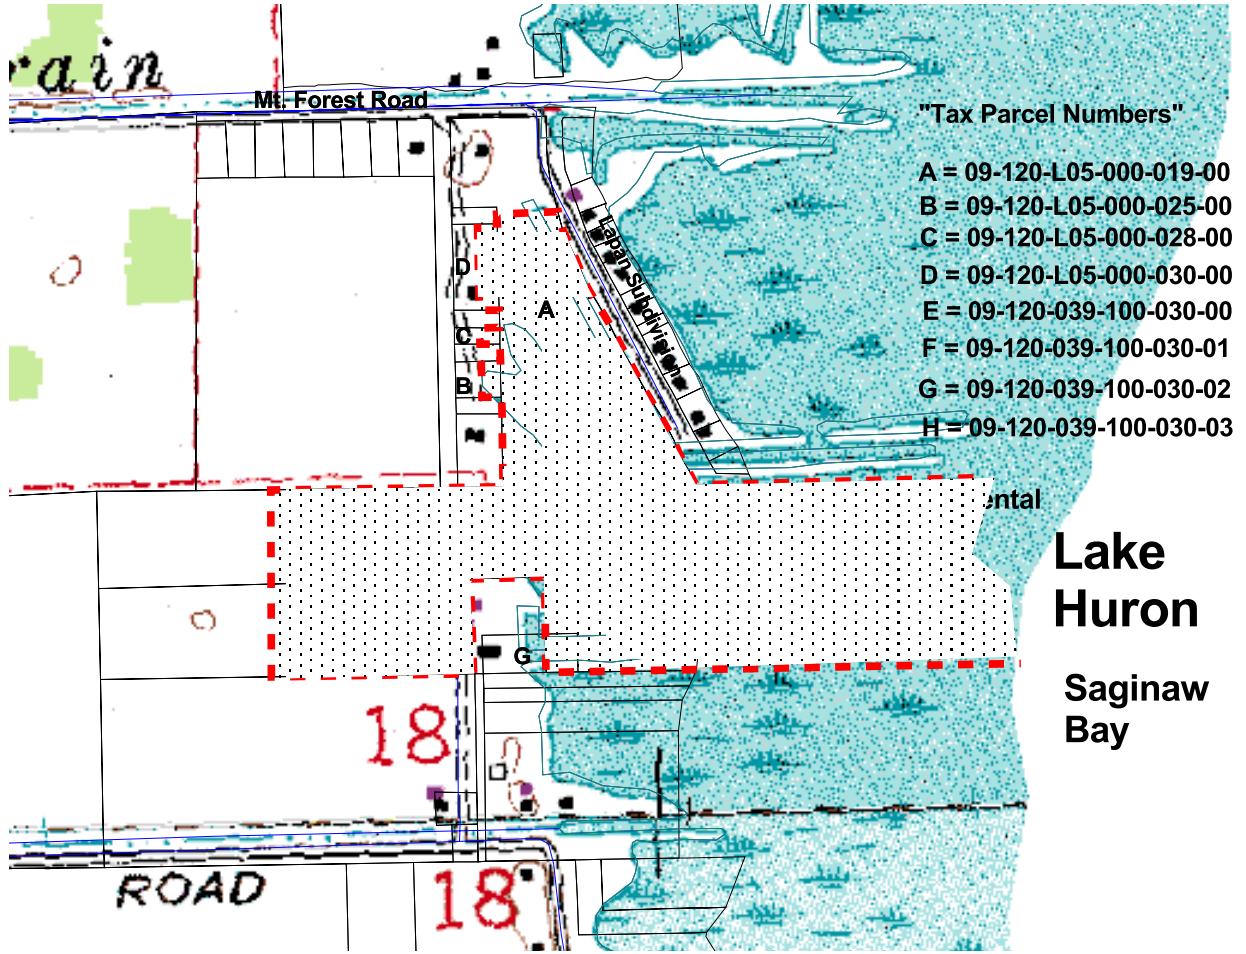 rain
Mt. Forest Road
"Tax Parcel Numbers"
A = 09-120-L05-000-019-00
B = 09-120-L05-000-025-00
C = 09-120-L05-000-028-00
D = 09-120-L05-000-030-00
E = 09-120-039-100-030-00
F = 09-120-039-100-030-01
G = 09-120-039-100-030-02
H = 09-120-039-100-030-03
Lapan Subdivision
D
A
C
B
ental
Lake
Huron
G
Saginaw
Bay
18
ROAD
18